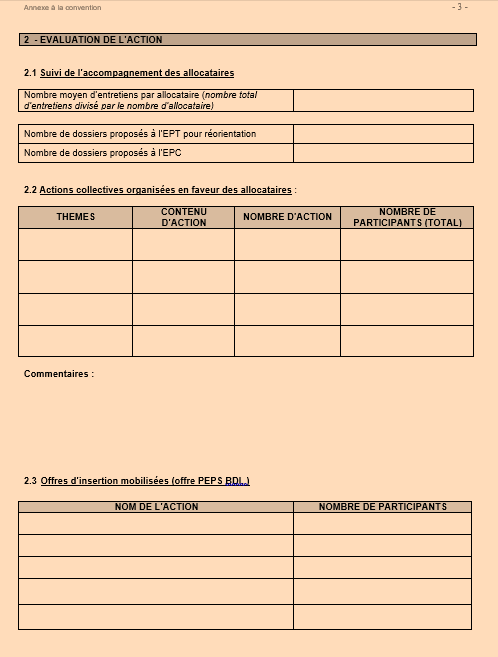 Annexe à la convention
- 3 -
2 - EVALUATION DE L'ACTION
2.1 Suivi de l'accompagnement des allocataires
Nombre moyen d'entretiens par allocataire (nombre total
d'entretiens divisé par le nombre d'allocataire)
Nombre de dossiers proposés à l'EPT pour réorientation
Nombre de dossiers proposés à l'EPC
2.2 Actions collectives organisées en faveur des allocataires :
THEMES
CONTENU
D'ACTION
NOMBRE D'ACTION
NOMBRE DE
PARTICIPANTS (TOTAL)
Commentaires :
2.3 Offres d'insertion mobilisées (offre PEPS BDI..)
NOM DE L'ACTION
NOMBRE DE PARTICIPANTS